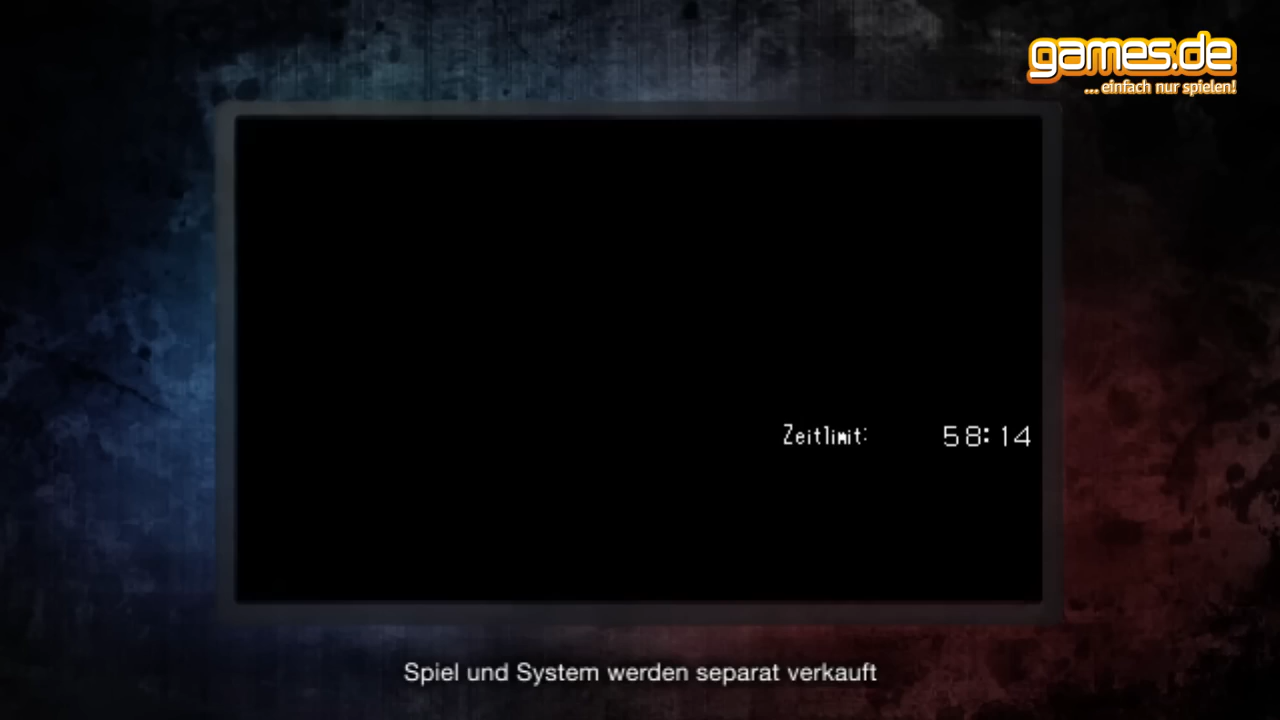 games.de
... einfach nur spielen!
Zeitlimit: 58:14
Spiel und System werden separat verkauft